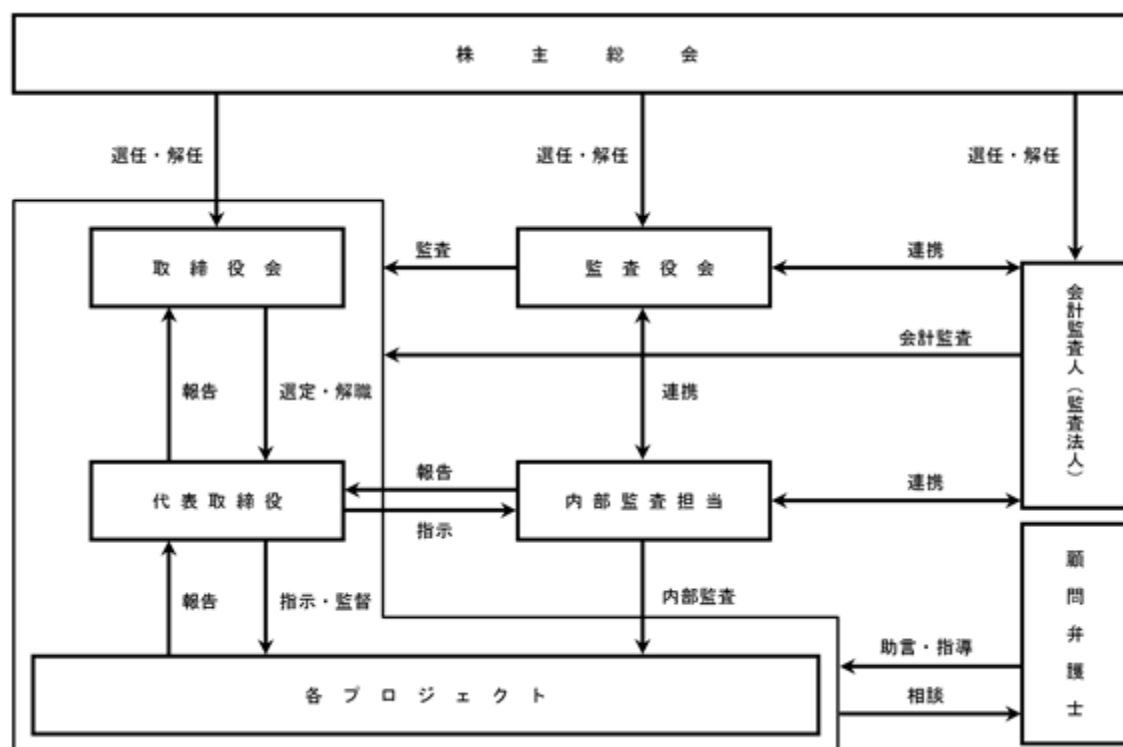 株主総会
選任・解任
選任・解任
選任・解任
取締役会
監査
監査役会
連携
会計監査人（監査法人）
会計監査
報告
選定・解職
連携
代表取締役
報告
指示
内部監査担当
連携
報告
指示・監督
内部監査
顧問弁護士
助言・指導
相談
各プロジェクト